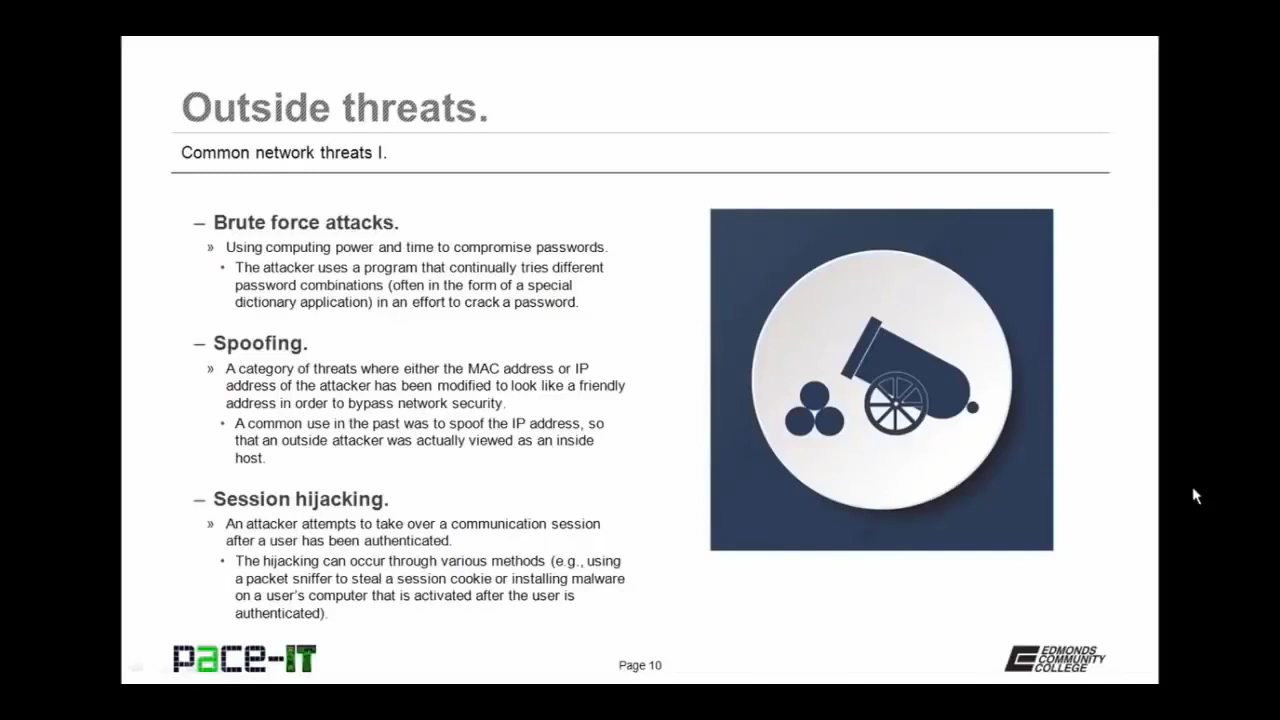 Outside threats.
Common network threats I.
– Brute force attacks.
» Using computing power and time to compromise passwords.
• The attacker uses a program that continually tries different
password combinations (often in the form of a special
dictionary application) in an effort to crack a password.
– Spoofing.
» A category of threats where either the MAC address or IP
address of the attacker has been modified to look like a friendly
address in order to bypass network security.
• A common use in the past was to spoof the IP address, so
that an outside attacker was actually viewed as an inside
host.
– Session hijacking.
» An attacker attempts to take over a communication session
after a user has been authenticated.
• The hijacking can occur through various methods (e.g., using
a packet sniffer to steal a session cookie or installing malware
on a user's computer that is activated after the user is
authenticated).
pace-IT
Page 10
EDMONDS
COMMUNITY
COLLEGE